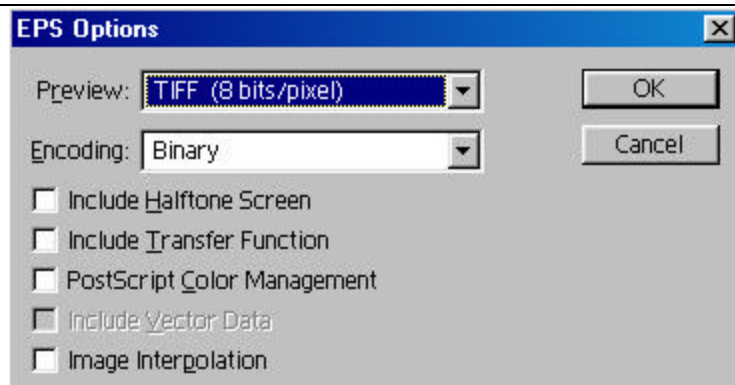 EPS Options
Preview: TIFF (8 bits/pixel) OK
Encoding: Binary Cancel
Include Halftone Screen
Include Transfer Function
PostScript Color Management
Include Vector Data
Image Interpolation